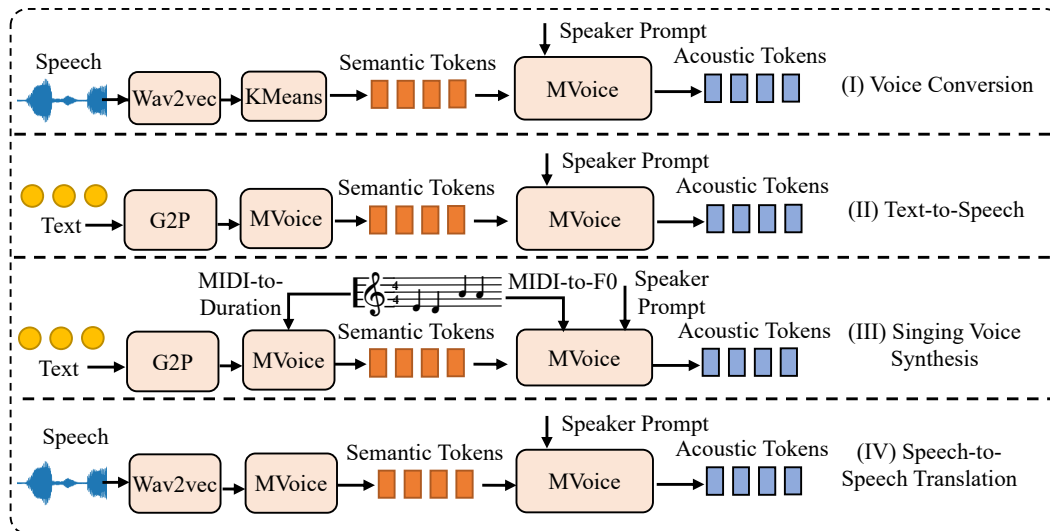 Speaker Prompt
Speech
Semantic Tokens
Acoustic Tokens
Wav2vec
KMeans
MVoice
(I) Voice Conversion
Speaker Prompt
Semantic Tokens
Acoustic Tokens
Text
G2P
MVoice
MVoice
(II) Text-to-Speech
MIDI-to-
Duration
4
4
MIDI-to-F0
Speaker
Prompt
Semantic Tokens
Acoustic Tokens
Text
G2P
MVoice
MVoice
(III) Singing Voice
Synthesis
Speech
Speaker Prompt
Semantic Tokens
Acoustic Tokens
Wav2vec
MVoice
MVoice
(IV) Speech-to-
Speech Translation